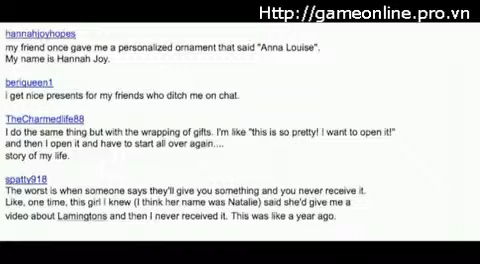 Http://gameonline.pro.vn
hannahjoyhopes
my friend once gave me a personalized ornament that said "Anna Louise".
My name is Hannah Joy.
beriqueen1
i get nice presents for my friends who ditch me on chat.
TheCharmedlife88
I do the same thing but with the wrapping of gifts. I'm like "this is so pretty! I want to open it!"
and then I open it and have to start all over again....
story of my life.
spatty918
The worst is when someone says they'll give you something and you never receive it.
Like, one time, this girl I knew (I think her name was Natalie) said she'd give me a
video about Lamingtons and then I never received it. This was like a year ago.